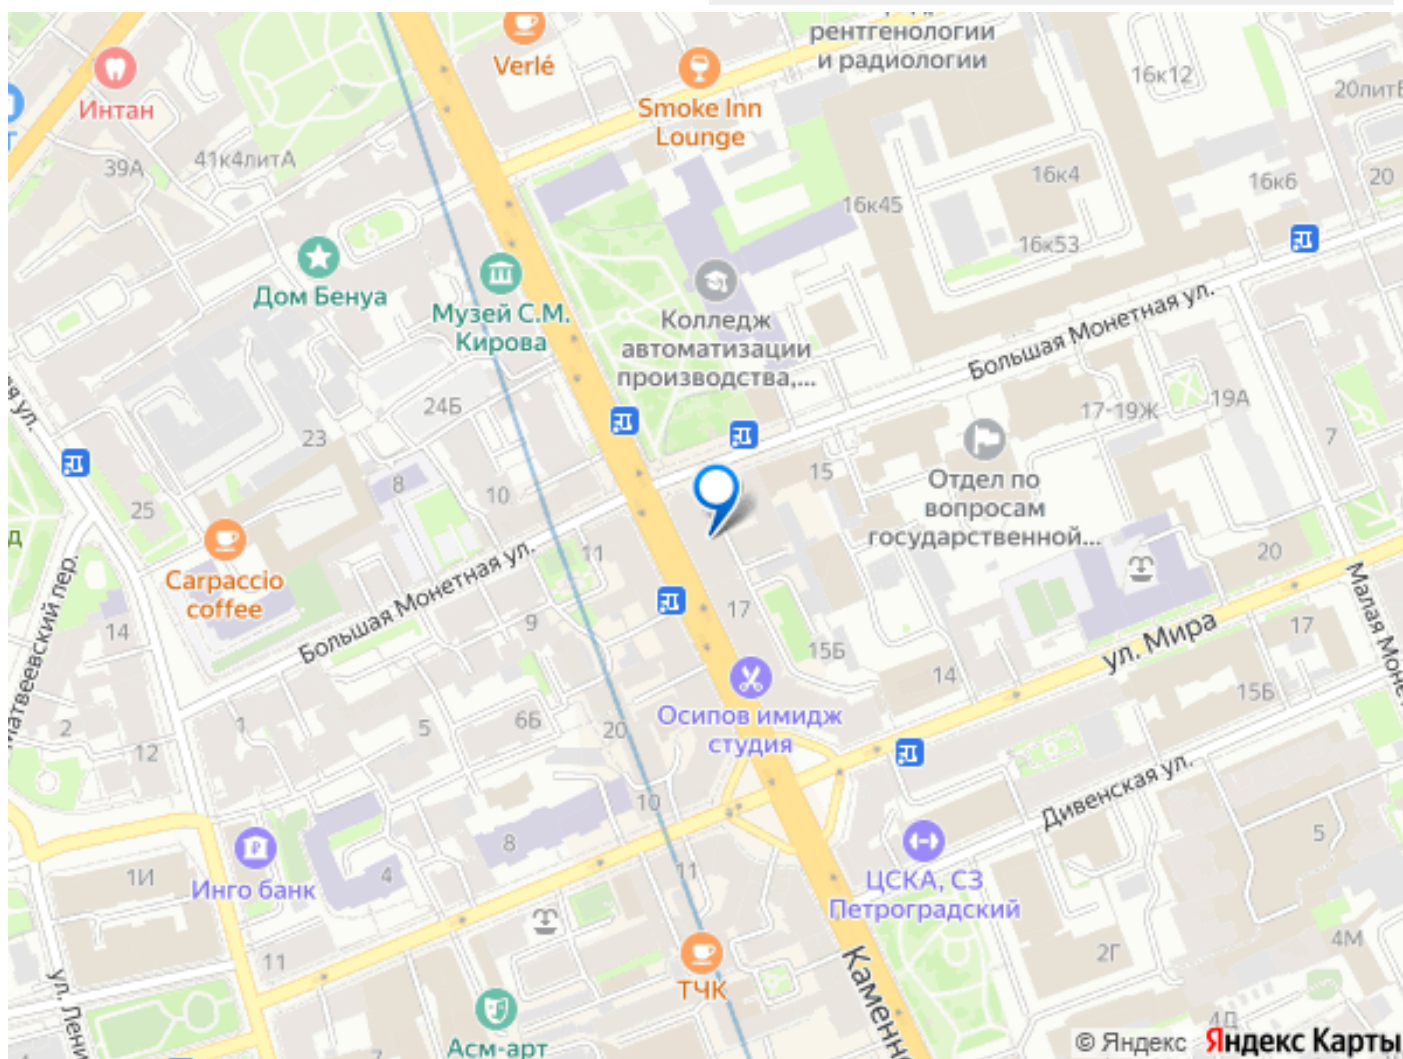 рентгенологии
и радиологии
Verlé
16к12
20лит
Интан
Smoke Inn
Lounge
39А
41к4литА
16к4
16к6
20
16к45
16к53
Дом Бенуа
Музей С.М.
Кирова
Колледж
автоматизации
производства,...
Большая Монетная ул.
24Б
17-19Ж
19А
23
7
ул.
8
10
15
Отдел по
вопросам
государственной...
25
Carpaccio
coffee
Большая Монетная ул.
11
20
17
14
9
15Б
ул. Мира
17
Малая Моне
14
15Б
2
12
1
5
6Б
20
Осипов имидж
студия
Дивенская ул.
10
8
5
Инго банк
1И
4
11
ЦСКА, СЗ
Петроградский
11
ТЧК
Каменн
2Г
4М
ул. Лени
Асм-арт
4Д
© Яндекс Яндекс Карты